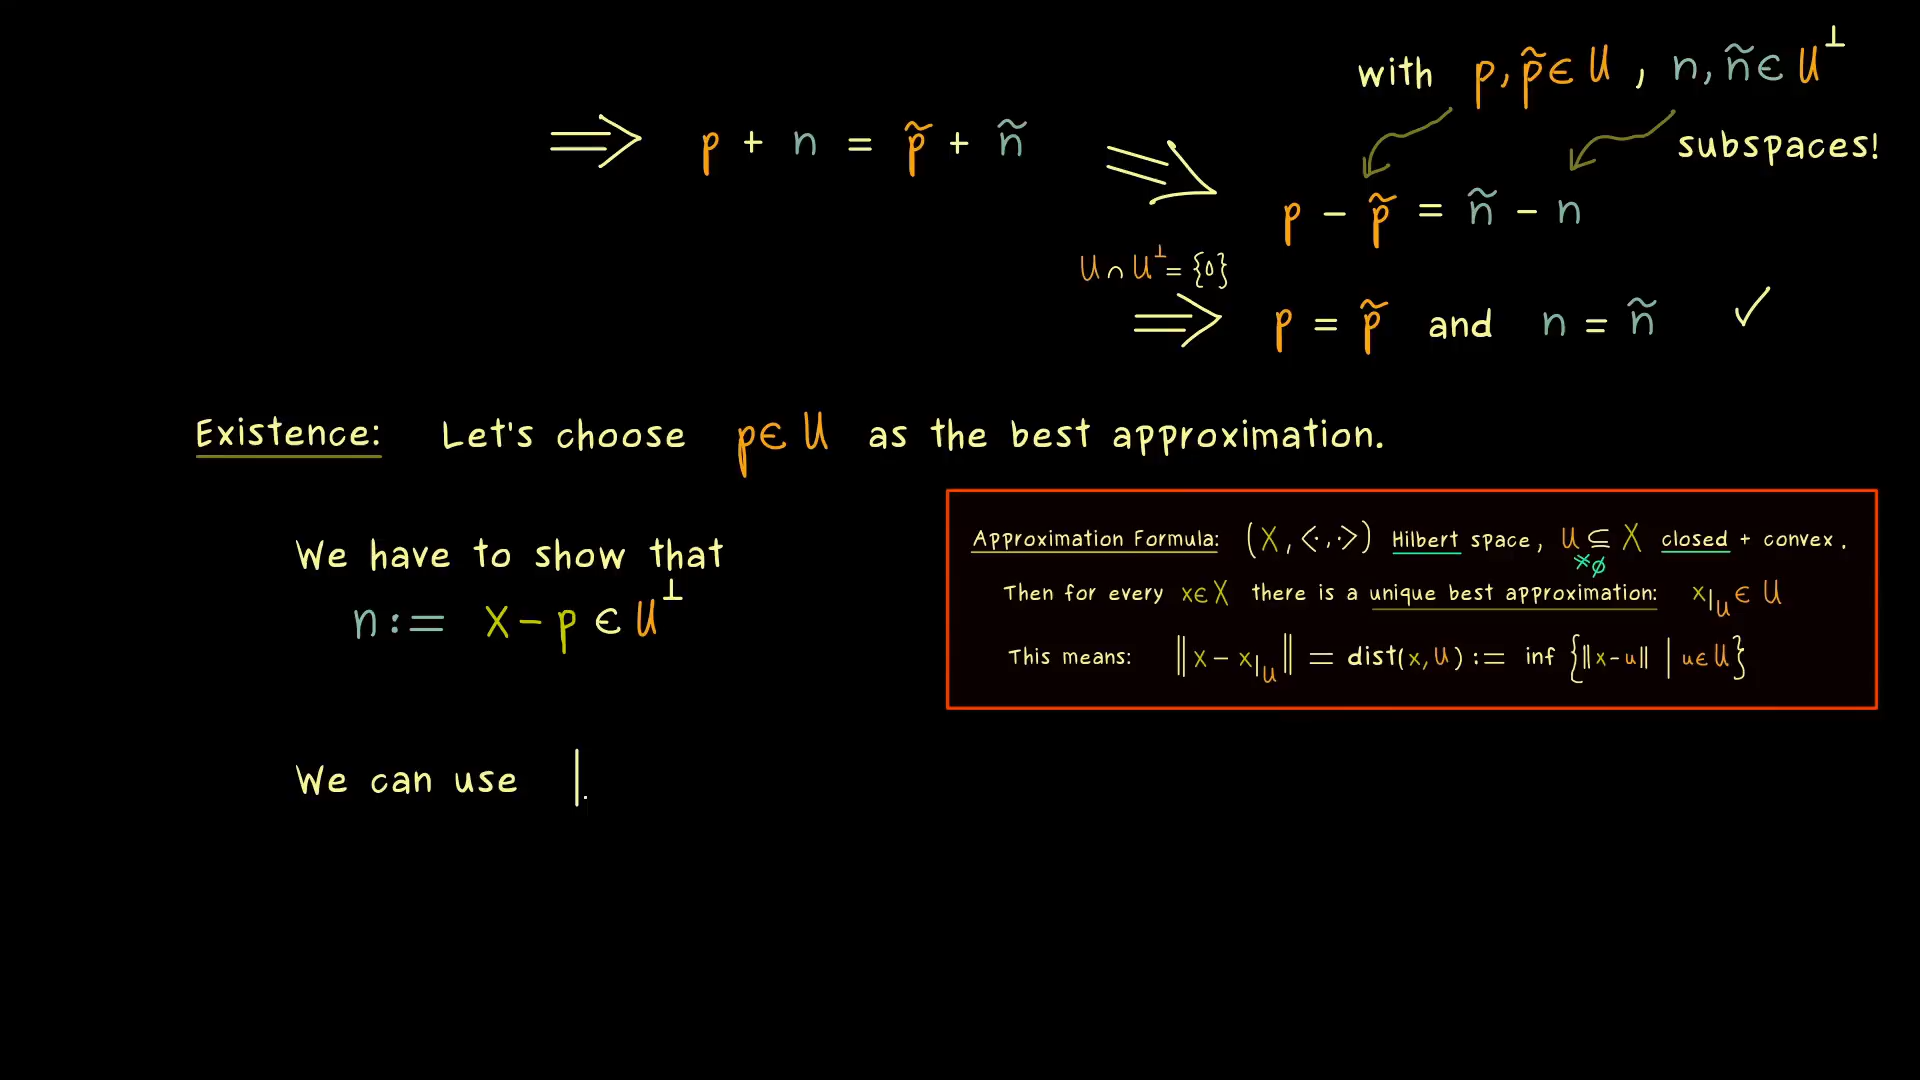 with p, p̃ ∈ U , n, ñ ∈ U^⊥
⟹ p + n = p̃ + ñ ⟹ subspaces!
p − p̃ = ñ − n
U ∩ U^⊥ = {0}
⟹ p = p̃ and n = ñ ✓
Existence: Let's choose p ∈ U as the best approximation.
We have to show that
n := x − p ∈ U^⊥
Approximation Formula: (X, <·,·>) Hilbert space, U ⊆ X closed + convex.
≠∅
Then for every x ∈ X there is a unique best approximation: x|_U ∈ U
This means: ‖x − x|_U‖ = dist(x, U) := inf {‖x − u‖ | u ∈ U}
We can use |.